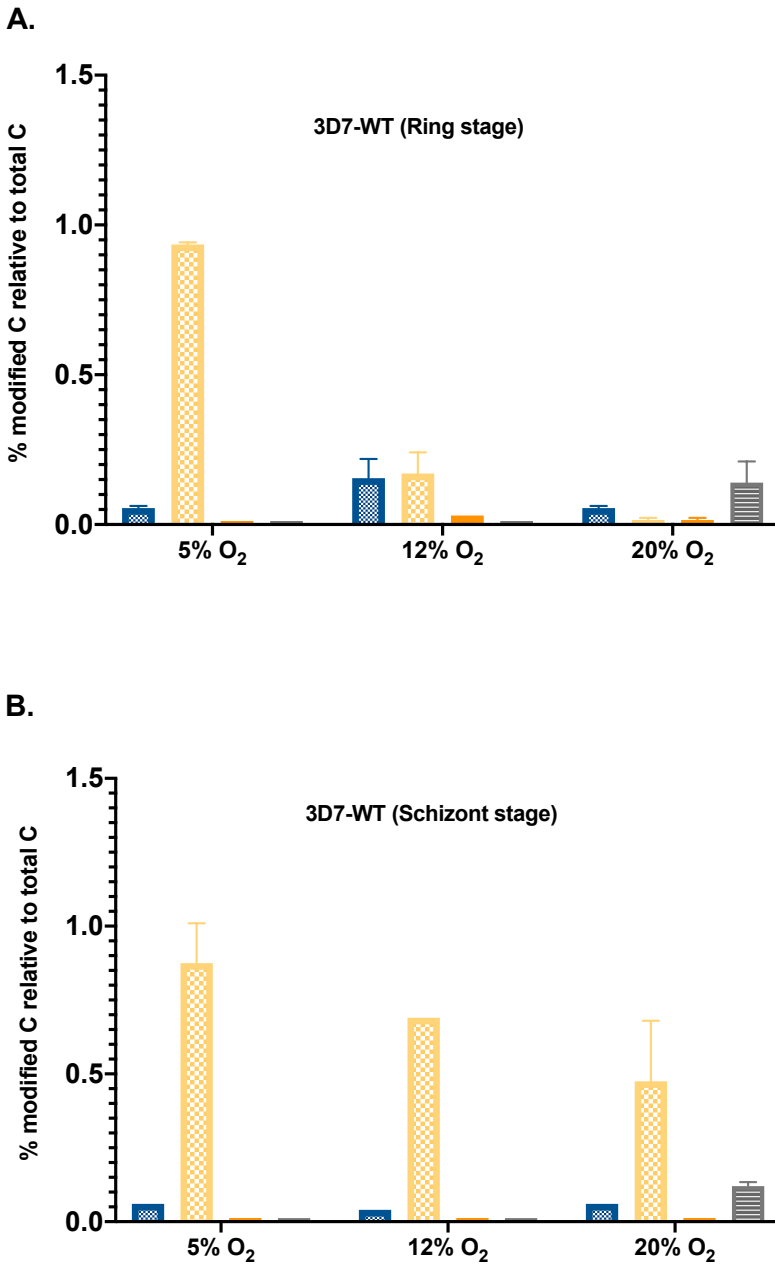 A.
3D7-WT (Ring stage)
% modified C relative to total C
1.5
1.0
0.5
0.0
5% O₂
12% O₂
20% O₂
B.
3D7-WT (Schizont stage)
% modified C relative to total C
1.5
1.0
0.5
0.0
5% O₂
12% O₂
20% O₂